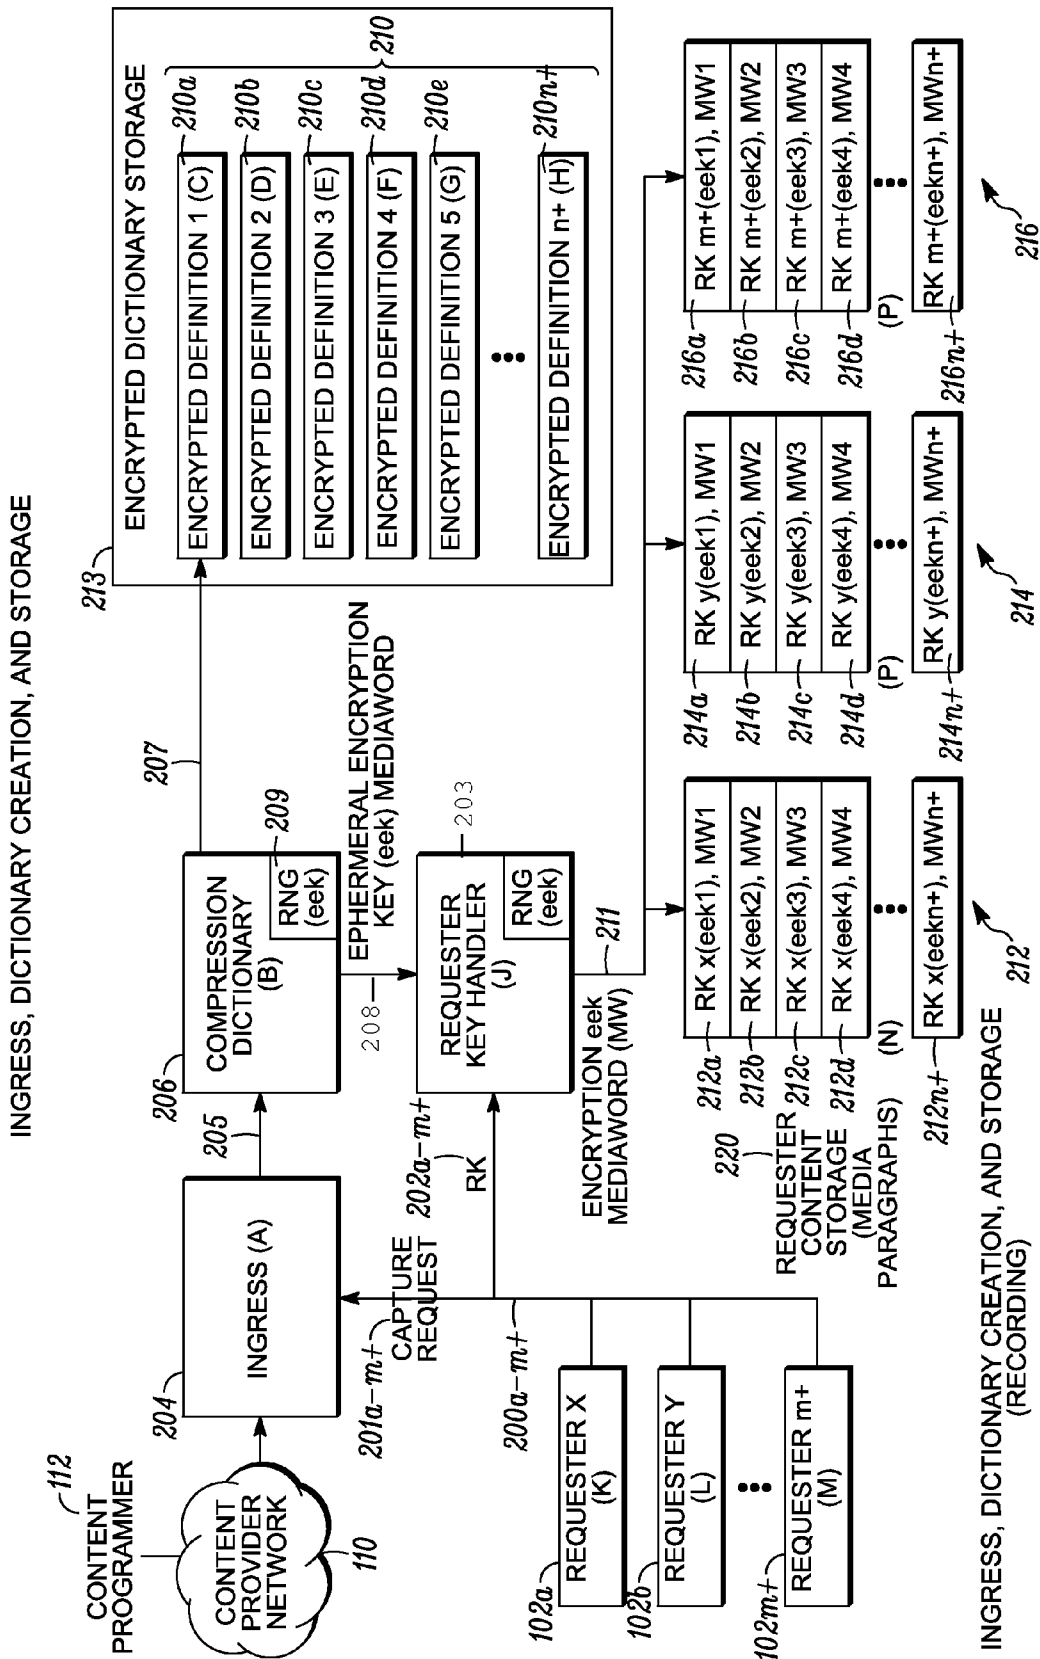 INGRESS, DICTIONARY CREATION, AND STORAGE
CONTENT
PROGRAMMER
112
CONTENT
PROVIDER
NETWORK
110
204
INGRESS (A)
205
206
COMPRESSION
DICTIONARY
(B)
RNG
(eek)
209
207
213
ENCRYPTED DICTIONARY STORAGE
ENCRYPTED DEFINITION 1 (C)
210a
ENCRYPTED DEFINITION 2 (D)
210b
ENCRYPTED DEFINITION 3 (E)
210c
ENCRYPTED DEFINITION 4 (F)
210d
ENCRYPTED DEFINITION 5 (G)
210e
ENCRYPTED DEFINITION n+ (H)
210n+
210
201a-m+
CAPTURE
REQUEST
208
EPHERMERAL ENCRYPTION
KEY (eek) MEDIAWORD
202a-m+
RK
REQUESTER
KEY HANDLER
(J)
RNG
(eek)
203
200a-m+
ENCRYPTION eek
MEDIAWORD (MW)
211
102a
REQUESTER X
(K)
102b
REQUESTER Y
(L)
102m+
REQUESTER m+
(M)
220
REQUESTER
CONTENT
STORAGE
(MEDIA
PARAGRAPHS)
212a
RK x(eek1), MW1
212b
RK x(eek2), MW2
212c
RK x(eek3), MW3
212d
RK x(eek4), MW4
(N)
212n+
RK x(eekn+), MWn+
212
214a
RK y(eek1), MW1
214b
RK y(eek2), MW2
214c
RK y(eek3), MW3
214d
RK y(eek4), MW4
(P)
214n+
RK y(eekn+), MWn+
214
216a
RK m+(eek1), MW1
216b
RK m+(eek2), MW2
216c
RK m+(eek3), MW3
216d
RK m+(eek4), MW4
(P)
216n+
RK m+(eekn+), MWn+
216
INGRESS, DICTIONARY CREATION, AND STORAGE
(RECORDING)